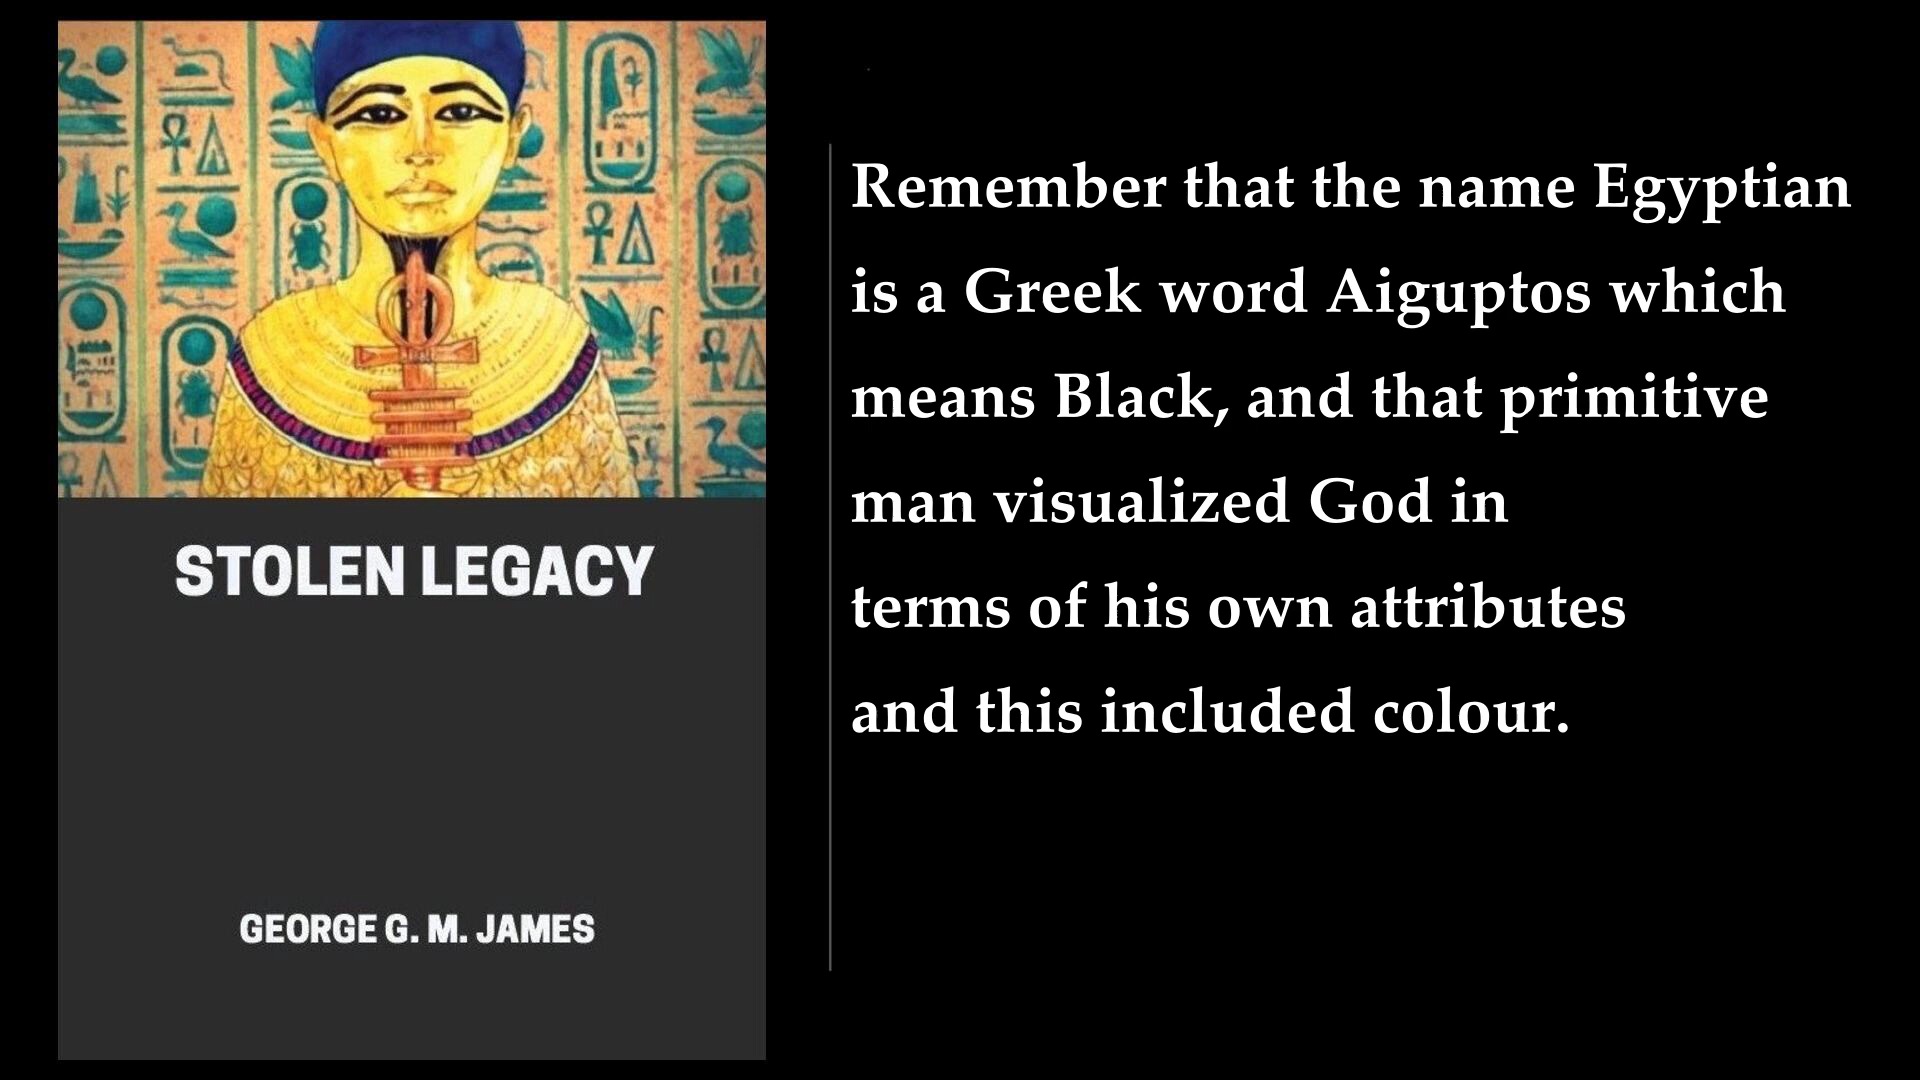 STOLEN LEGACY
GEORGE G. M. JAMES
Remember that the name Egyptian
is a Greek word Aiguptos which
means Black, and that primitive
man visualized God in
terms of his own attributes
and this included colour.